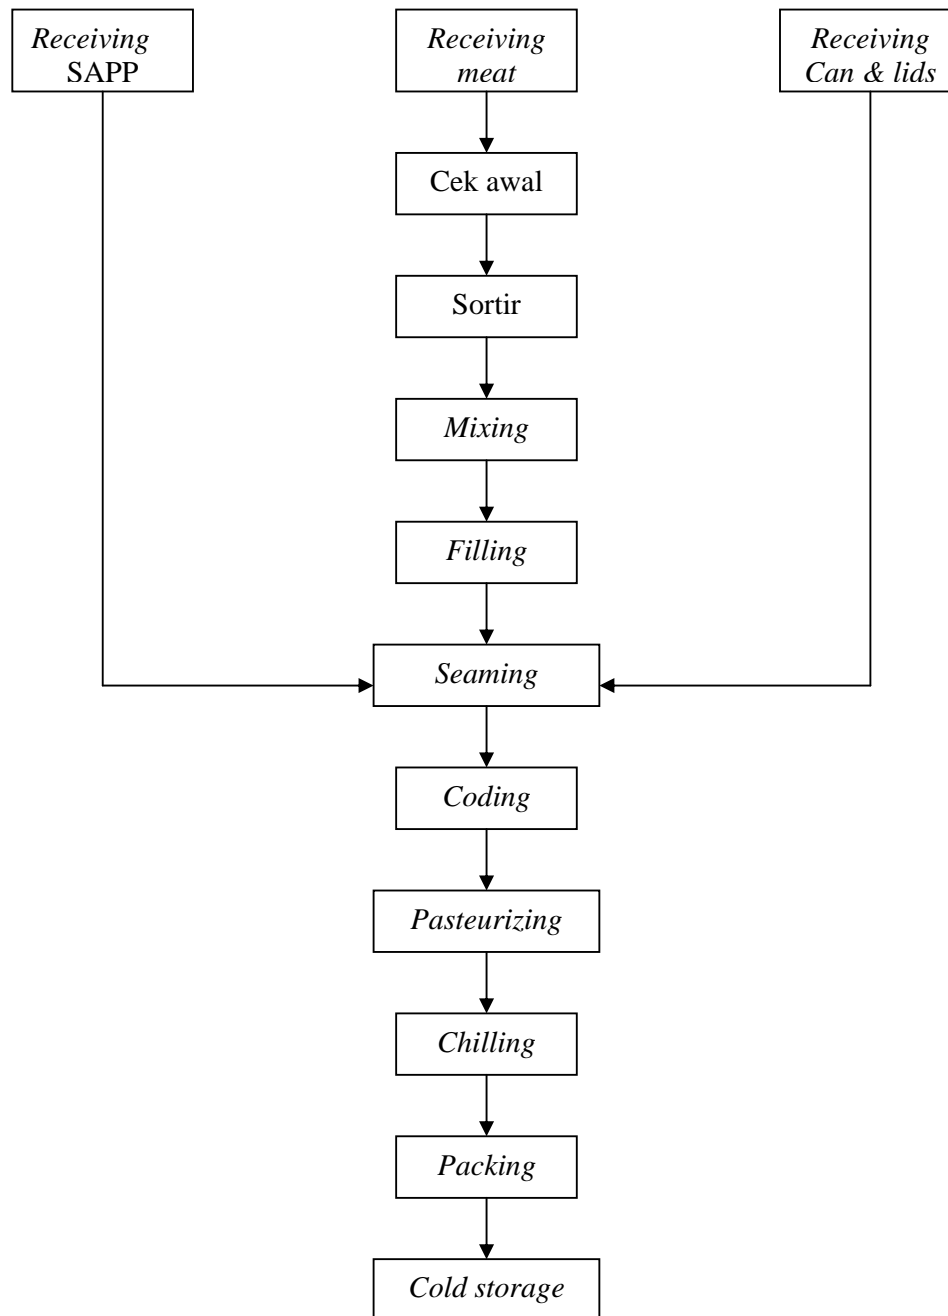 Receiving
SAPP
Receiving
meat
Receiving
Can & lids
Cek awal
Sortir
Mixing
Filling
Seaming
Coding
Pasteurizing
Chilling
Packing
Cold storage